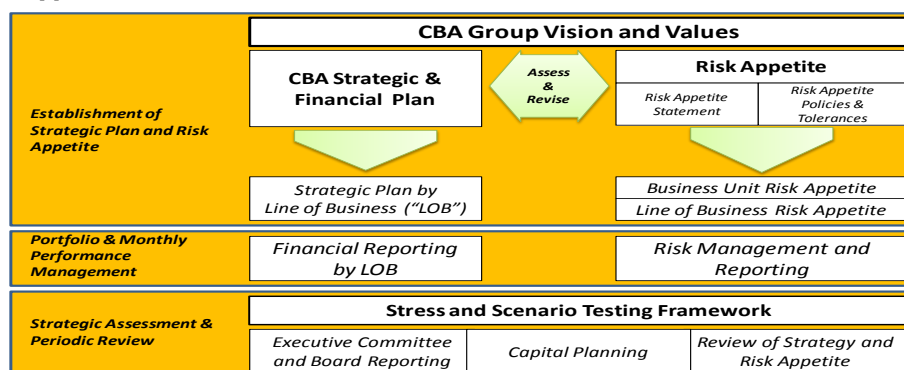 CBA Group Vision and Values
Establishment of
Strategic Plan and Risk
Appetite
CBA Strategic &
Financial Plan
Assess
&
Revise
Risk Appetite
Risk Appetite
Statement
Risk Appetite
Policies &
Tolerances
Strategic Plan by
Line of Business (“LOB”)
Business Unit Risk Appetite
Line of Business Risk Appetite
Portfolio & Monthly
Performance
Management
Financial Reporting
by LOB
Risk Management and
Reporting
Strategic Assessment &
Periodic Review
Stress and Scenario Testing Framework
Executive Committee
and Board Reporting
Capital Planning
Review of Strategy and
Risk Appetite